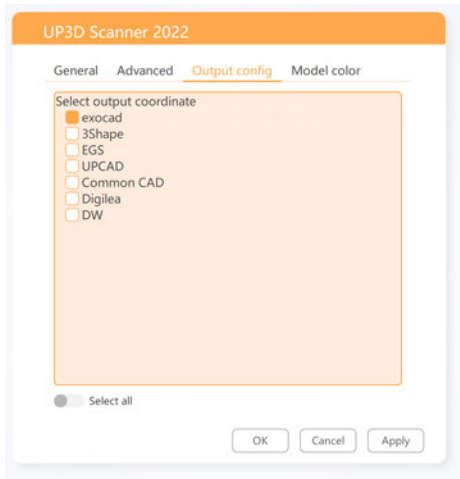 UP3D Scanner 2022
General Advanced Output config Model color
Select output coordinate
exocad
3Shape
EGS
UPCAD
Common CAD
Digilea
DW
Select all
OK Cancel Apply